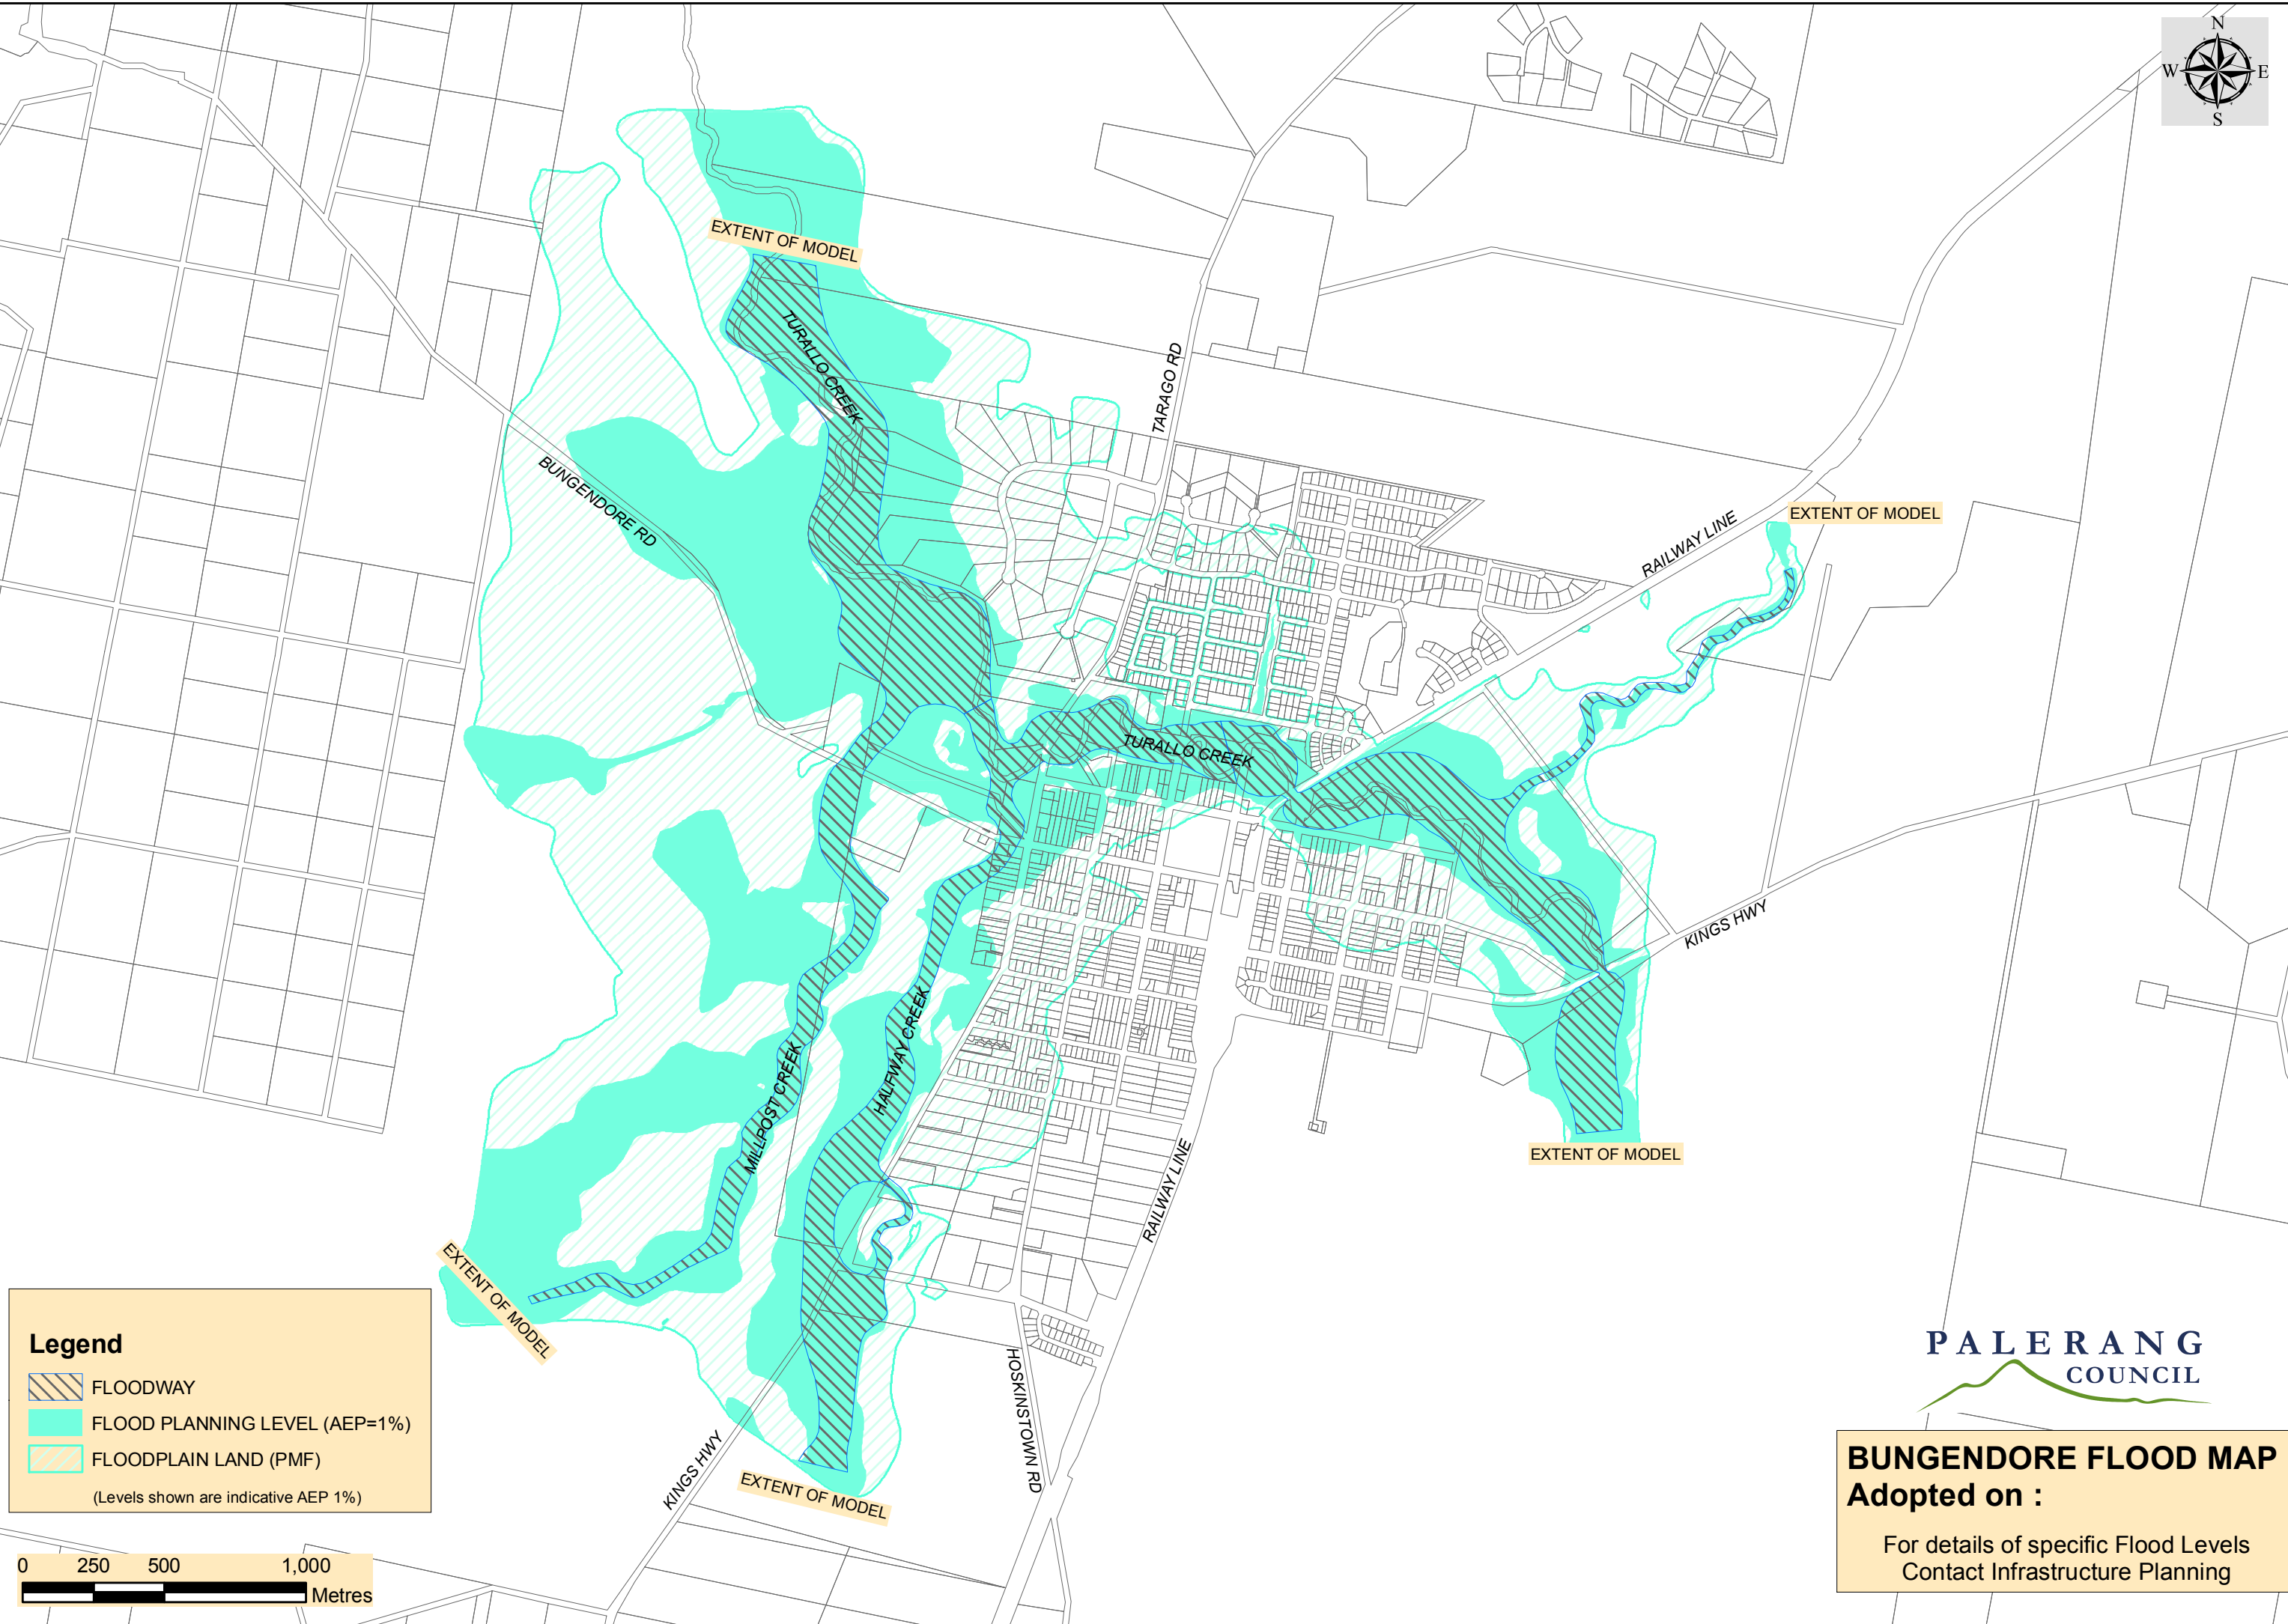 N
W E
S
EXTENT OF MODEL
TURALLO CREEK
TARAGO RD
BUNGENDORE RD
EXTENT OF MODEL
RAILWAY LINE
TURALLO CREEK
KINGS HWY
HALFWAY CREEK
MILLPOST CREEK
EXTENT OF MODEL
RAILWAY LINE
EXTENT OF MODEL
HOSKINSTOWN RD
KINGS HWY
EXTENT OF MODEL
Legend
FLOODWAY
FLOOD PLANNING LEVEL (AEP=1%)
FLOODPLAIN LAND (PMF)
(Levels shown are indicative AEP 1%)
0 250 500 1,000
Metres
PALERANG
COUNCIL
BUNGENDORE FLOOD MAP
Adopted on :
For details of specific Flood Levels
Contact Infrastructure Planning